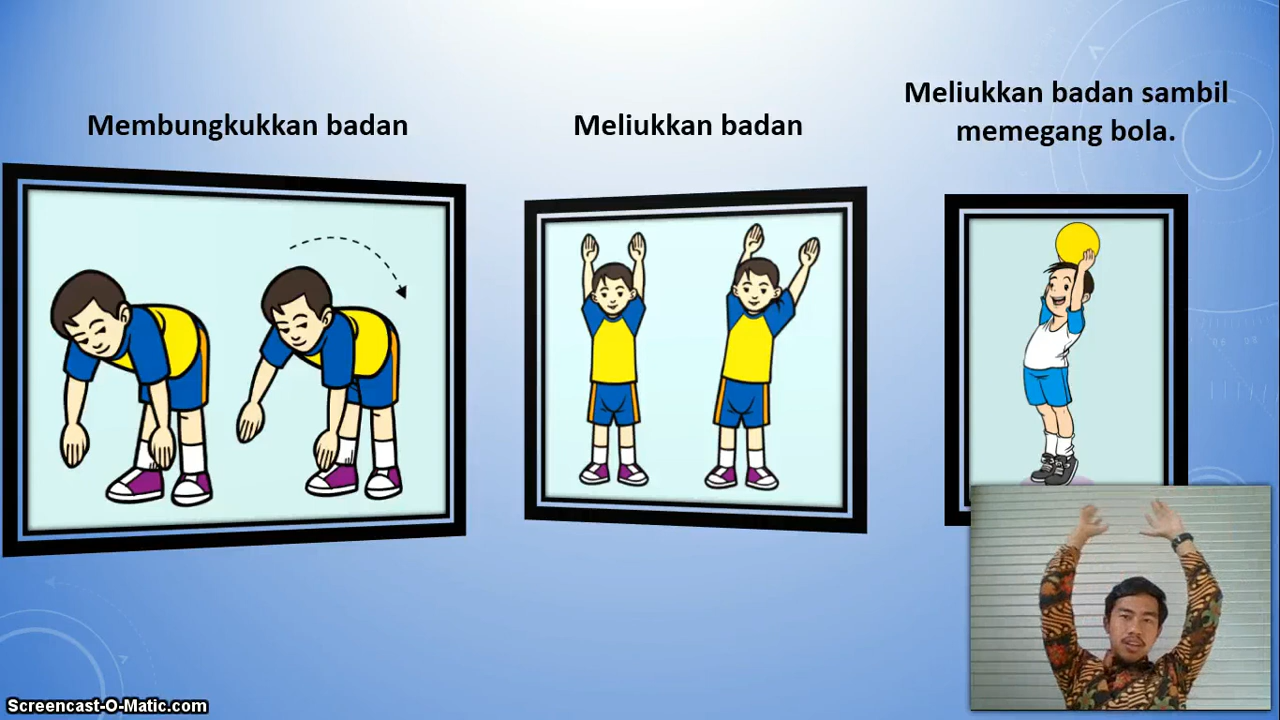 Membungkukkan badan
Meliukkan badan
Meliukkan badan sambil
memegang bola.
Screencast-O-Matic.com